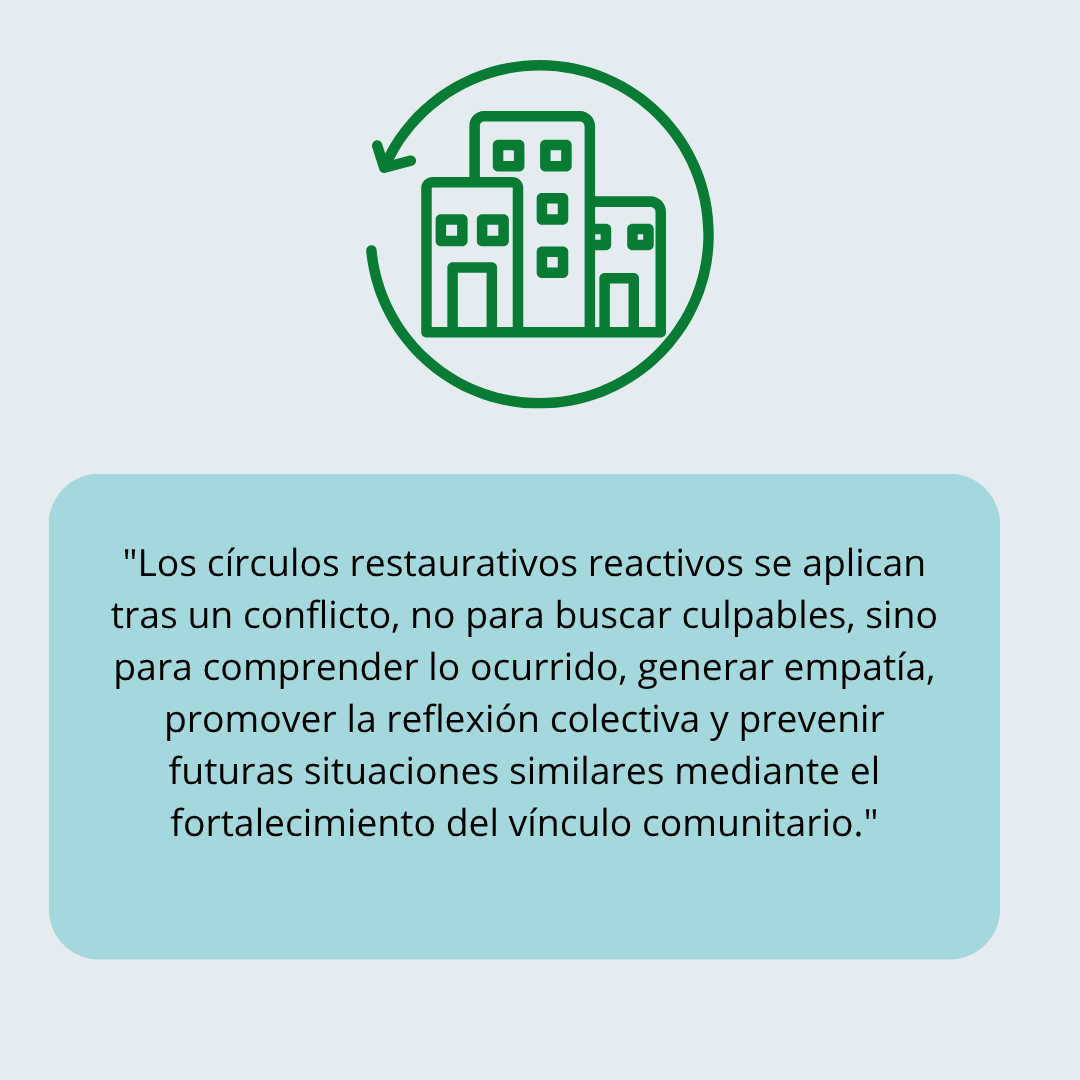 "Los círculos restaurativos reactivos se aplican
tras un conflicto, no para buscar culpables, sino
para comprender lo ocurrido, generar empatía,
promover la reflexión colectiva y prevenir
futuras situaciones similares mediante el
fortalecimiento del vínculo comunitario."